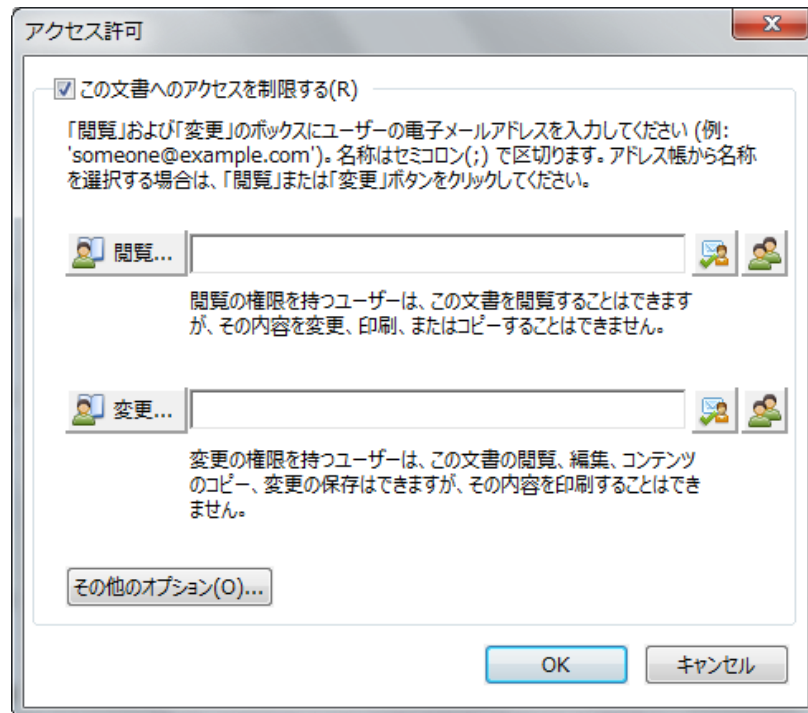 アクセス許可
この文書へのアクセスを制限する(R)
「閲覧」および「変更」のボックスにユーザーの電子メールアドレスを入力してください (例:
'someone@example.com')。名称はセミコロン(;) で区切ります。アドレス帳から名称
を選択する場合は、「閲覧」または「変更」ボタンをクリックしてください。
閲覧...
閲覧の権限を持つユーザーは、この文書を閲覧することはできます
が、その内容を変更、印刷、またはコピーすることはできません。
変更...
変更の権限を持つユーザーは、この文書の閲覧、編集、コンテンツ
のコピー、変更の保存はできますが、その内容を印刷することはでき
ません。
その他のオプション(O)...
OK
キャンセル